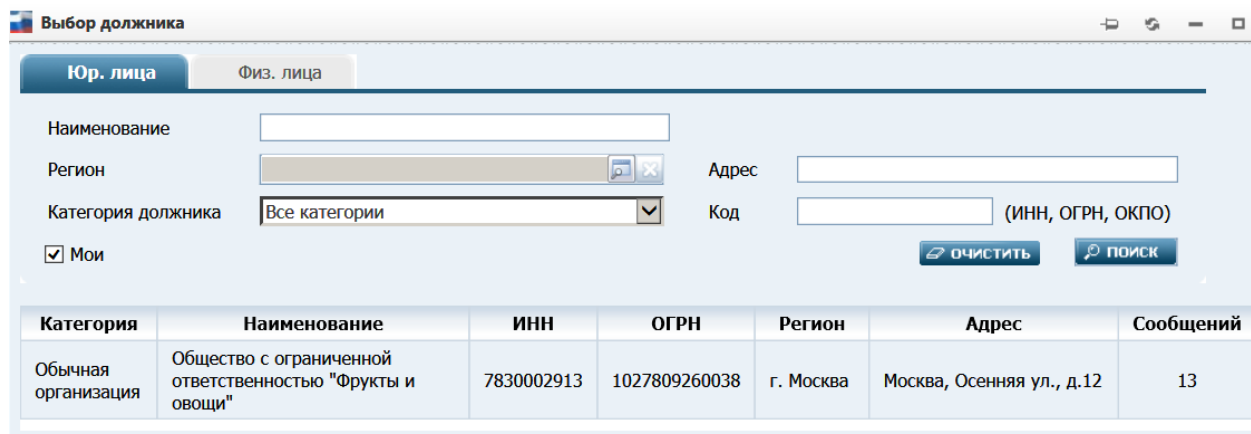 Выбор должника
Юр. лица Физ. лица
Наименование
Регион Адрес
Категория должника Все категории Код (ИНН, ОГРН, ОКПО)
Мои ОЧИСТИТЬ ПОИСК
Категория Наименование ИНН ОГРН Регион Адрес Сообщений
Обычная организация Общество с ограниченной ответственностью "Фрукты и овощи" 7830002913 1027809260038 г. Москва Москва, Осенняя ул., д.12 13